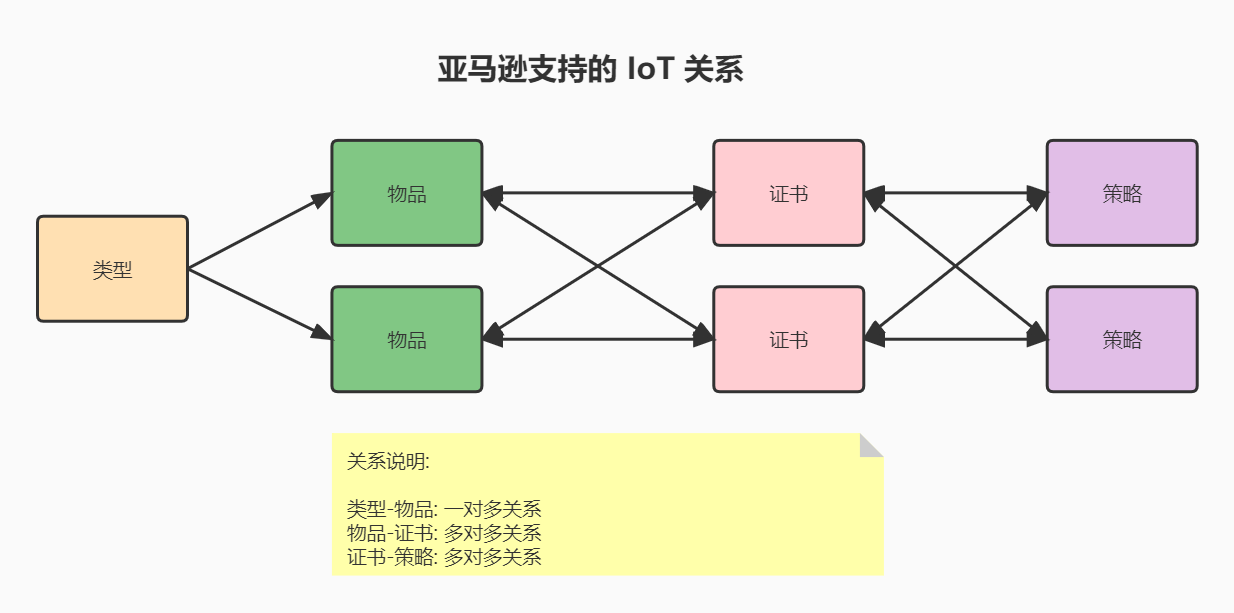 亚马逊支持的 IoT 关系
物品
证书
策略
类型
物品
证书
策略
关系说明:
类型-物品: 一对多关系
物品-证书: 多对多关系
证书-策略: 多对多关系